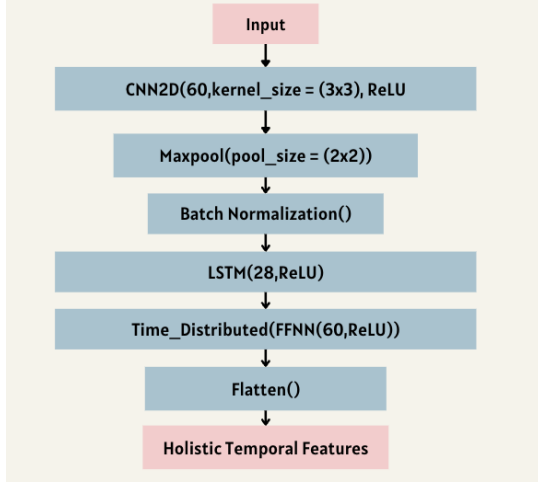 Input
CNN2D(60,kernel_size = (3x3), ReLU
Maxpool(pool_size = (2x2))
Batch Normalization()
LSTM(28,ReLU)
Time_Distributed(FFNN(60,ReLU))
Flatten()
Holistic Temporal Features